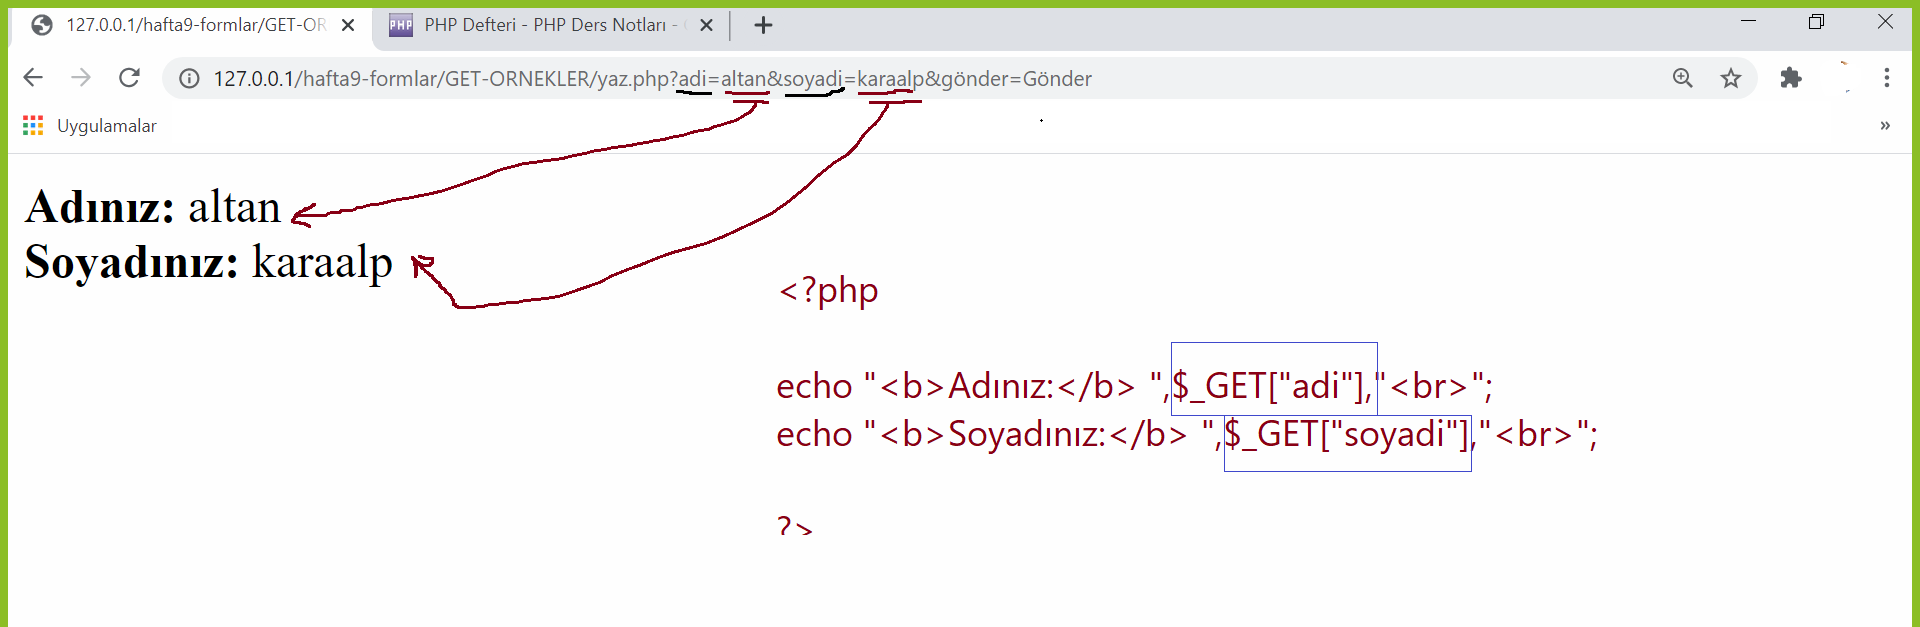 127.0.0.1/hafta9-formlar/GET-OR
PHP Defteri - PHP Ders Notları -
127.0.0.1/hafta9-formlar/GET-ORNEKLER/yaz.php?adi=altan&soyadi=karaalp&gönder=Gönder
Uygulamalar
»
Adınız: altan
Soyadınız: karaalp
<?php
echo "<b>Adınız:</b> ",$_GET["adi"],"<br>";
echo "<b>Soyadınız:</b> ",$_GET["soyadi"],"<br>";
?>